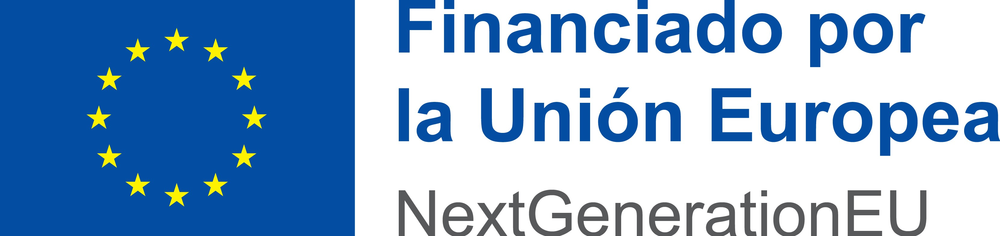 Financiado por
la Unión Europea
NextGenerationEU